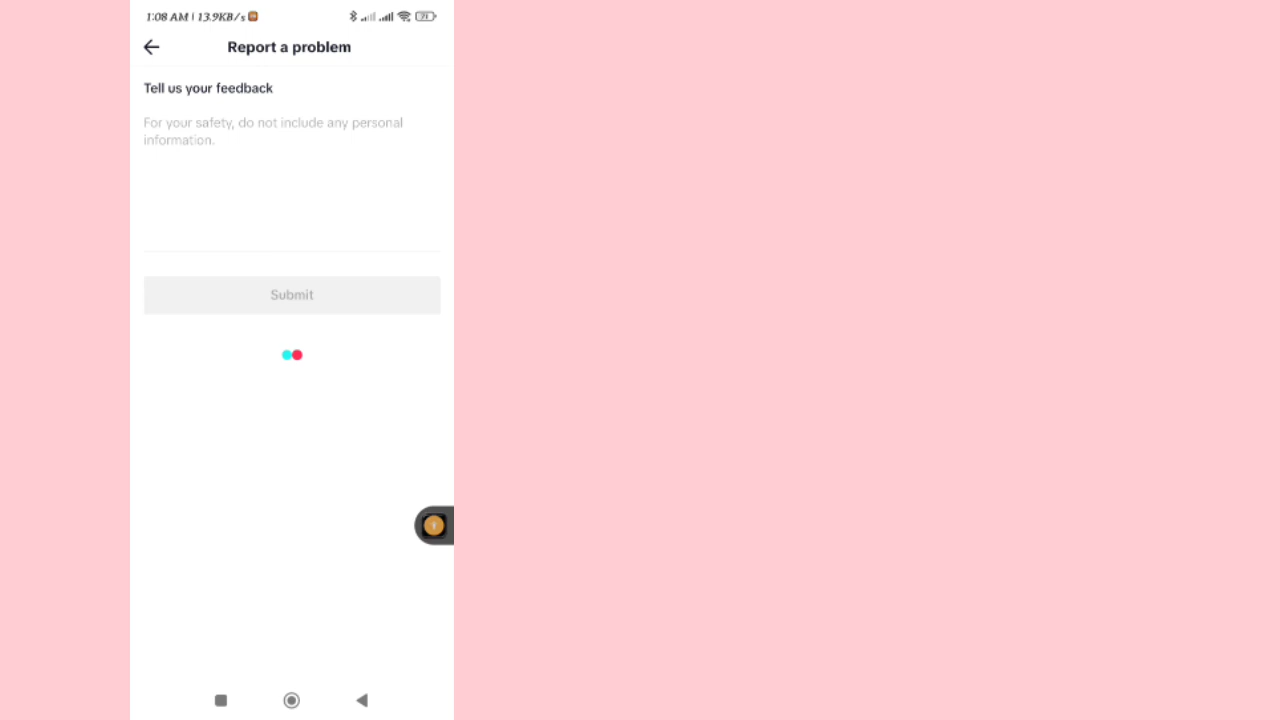 1:08 AM | 13.9KB/s
21
Report a problem
Tell us your feedback
For your safety, do not include any personal
information.
Submit